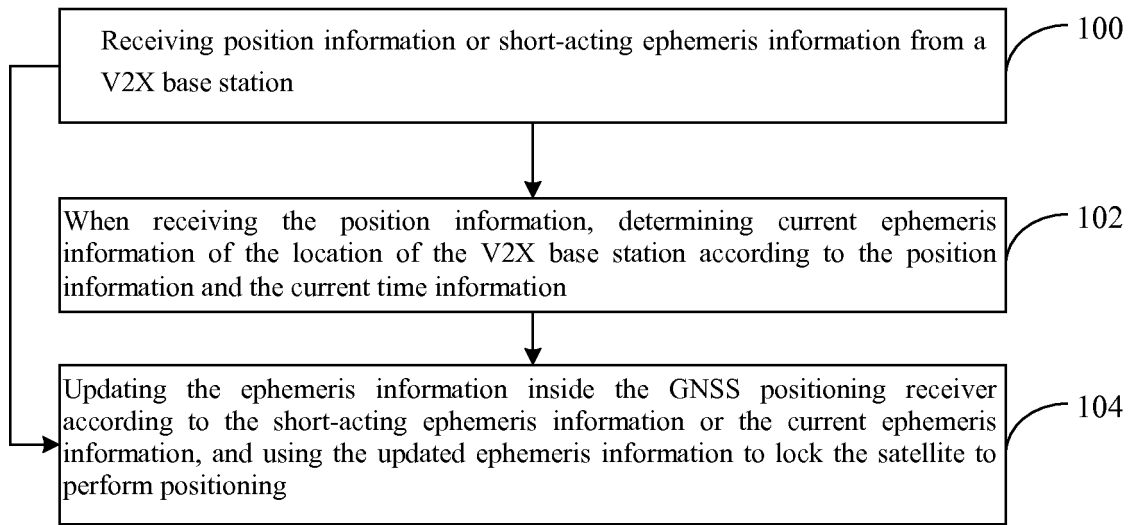 Receiving position information or short-acting ephemeris information from a
V2X base station
100
When receiving the position information, determining current ephemeris
information of the location of the V2X base station according to the position
information and the current time information
102
Updating the ephemeris information inside the GNSS positioning receiver
according to the short-acting ephemeris information or the current ephemeris
information, and using the updated ephemeris information to lock the satellite to
perform positioning
104